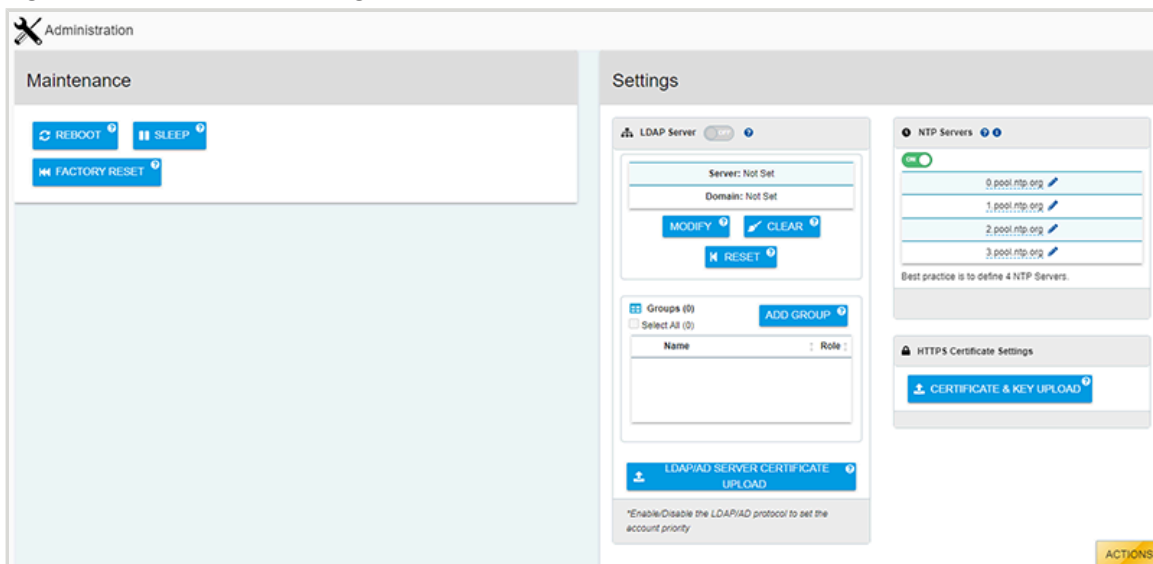 Administration
Maintenance
REBOOT
SLEEP
FACTORY RESET
Settings
LDAP Server OFF
Server: Not Set
Domain: Not Set
MODIFY
CLEAR
RESET
Groups (0)
Select All (0)
ADD GROUP
Name Role
LDAP/AD SERVER CERTIFICATE
UPLOAD
*Enable/Disable the LDAP/AD protocol to set the
account priority
NTP Servers
ON
0.pool.ntp.org
1.pool.ntp.org
2.pool.ntp.org
3.pool.ntp.org
Best practice is to define 4 NTP Servers.
HTTPS Certificate Settings
CERTIFICATE & KEY UPLOAD
ACTIONS